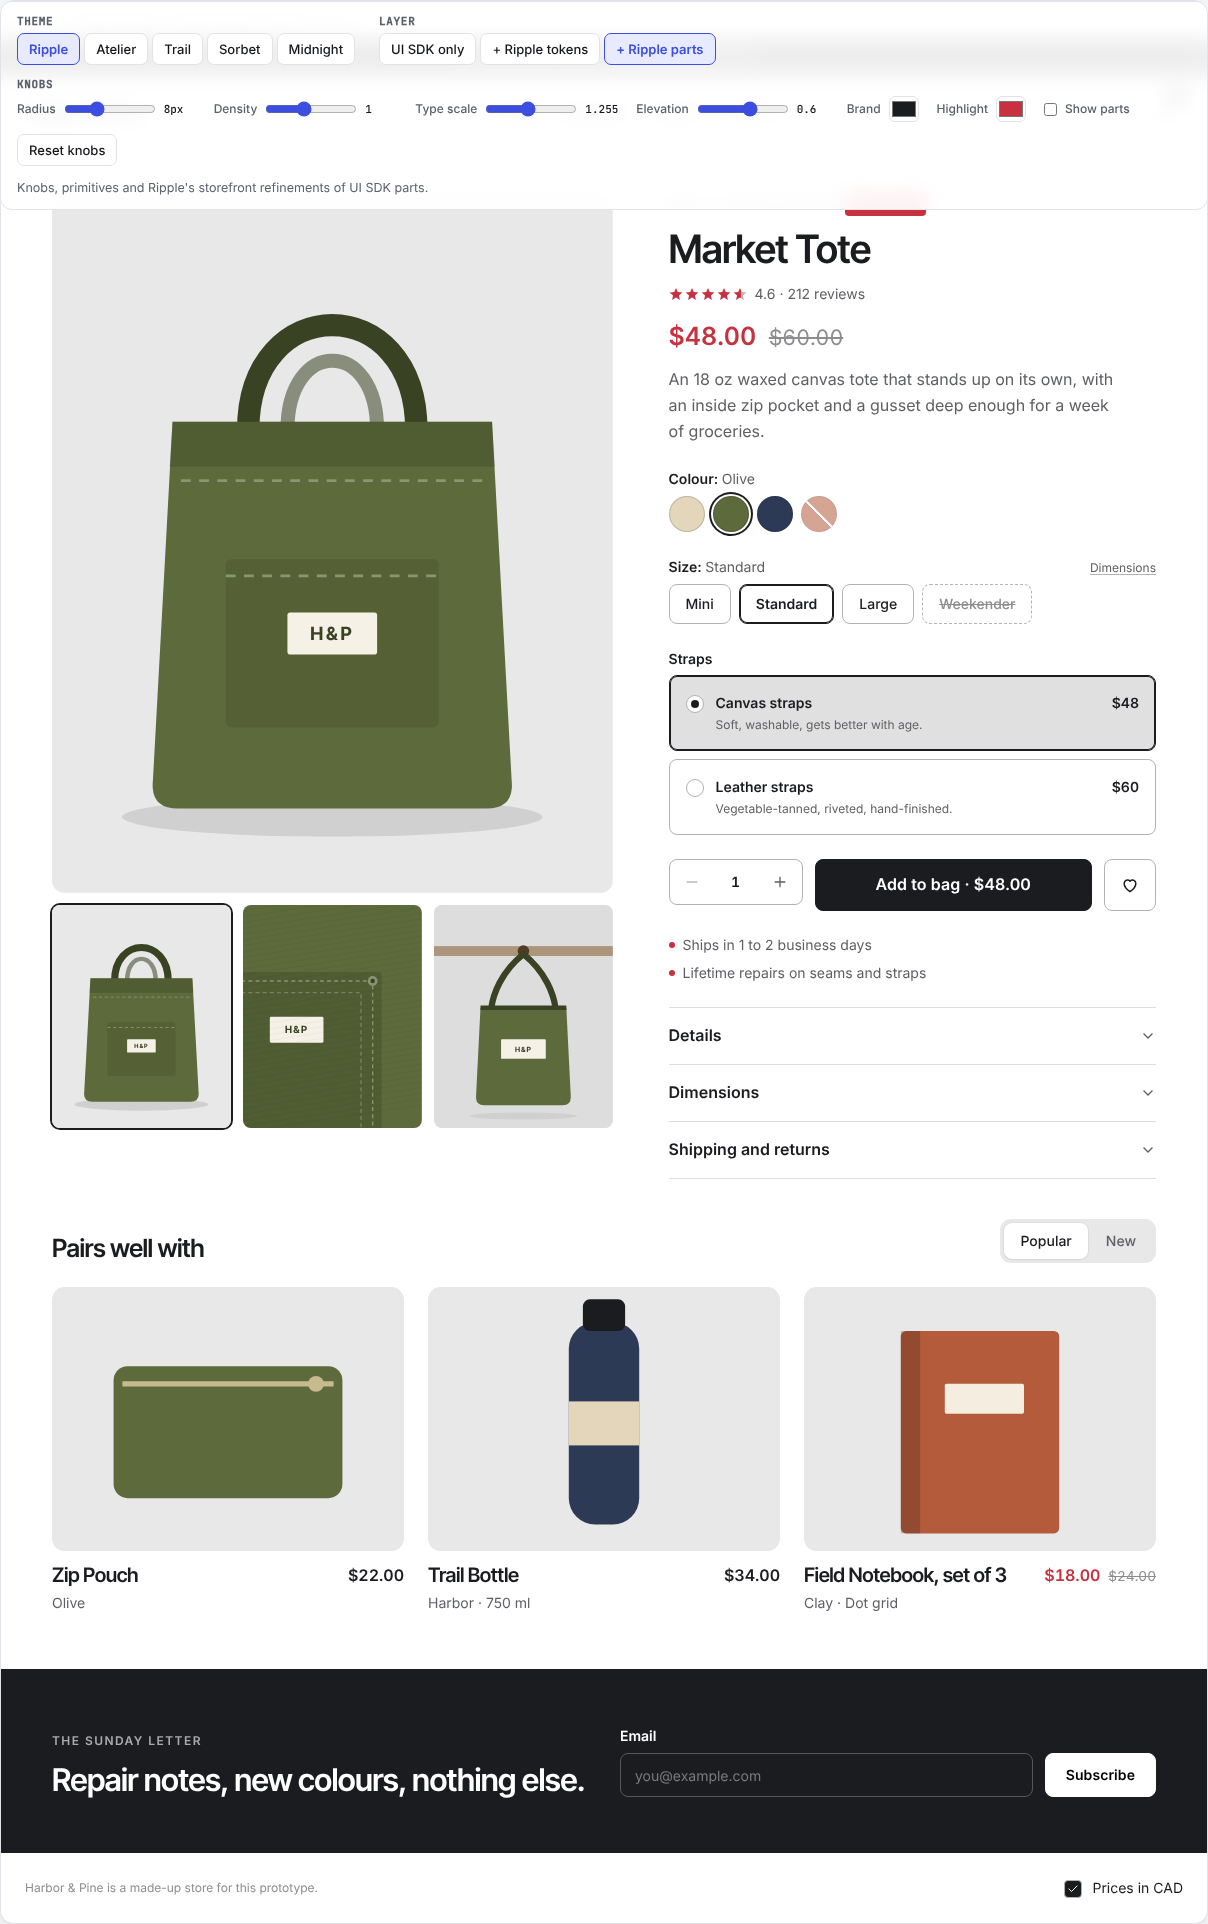 THEME
LAYER
Ripple
Atelier
Trail
Sorbet
Midnight
UI SDK only
+ Ripple tokens
+ Ripple parts
KNOBS
Radius 8px
Density 1
Type scale 1.255
Elevation 0.6
Brand
Highlight
Show parts
Reset knobs
Knobs, primitives and Ripple's storefront refinements of UI SDK parts.
H&P
H&P
H&P
H&P
Market Tote
4.6 · 212 reviews
$48.00 $60.00
An 18 oz waxed canvas tote that stands up on its own, with
an inside zip pocket and a gusset deep enough for a week
of groceries.
Colour: Olive
Size: Standard
Dimensions
Mini
Standard
Large
Weekender
Straps
Canvas straps $48
Soft, washable, gets better with age.
Leather straps $60
Vegetable-tanned, riveted, hand-finished.
1
Add to bag · $48.00
Ships in 1 to 2 business days
Lifetime repairs on seams and straps
Details
Dimensions
Shipping and returns
Pairs well with
Popular
New
Zip Pouch $22.00
Olive
Trail Bottle $34.00
Harbor · 750 ml
Field Notebook, set of 3 $18.00 $24.00
Clay · Dot grid
THE SUNDAY LETTER
Repair notes, new colours, nothing else.
Email
you@example.com
Subscribe
Harbor & Pine is a made-up store for this prototype.
Prices in CAD